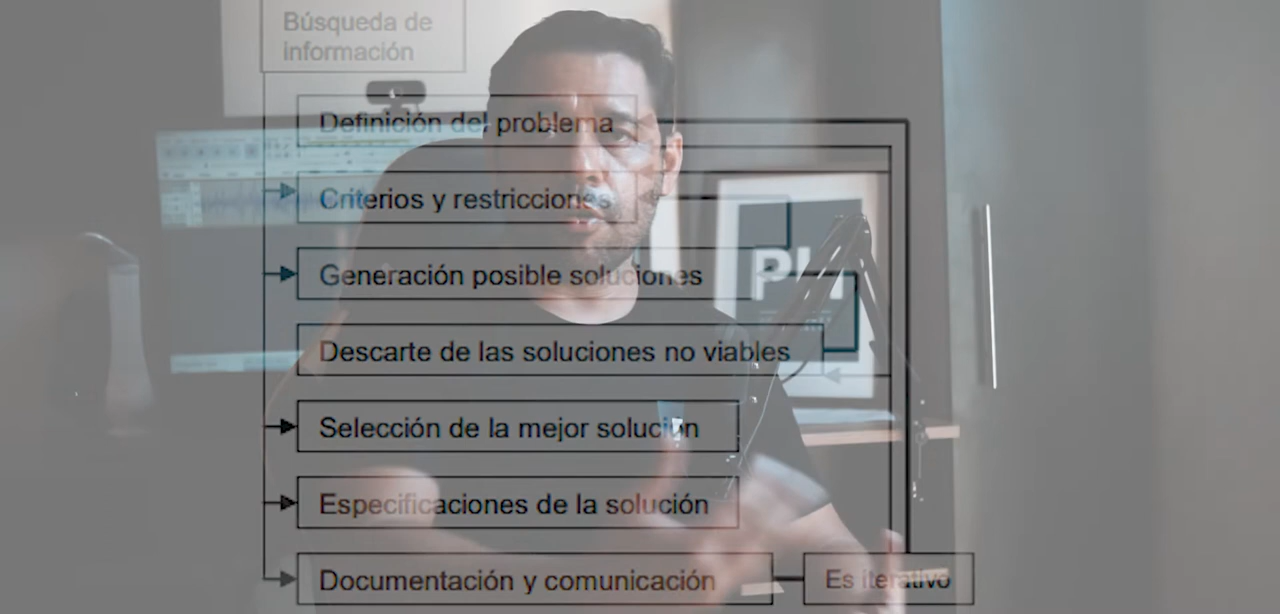 Búsqueda de
información
Definición del problema
Criterios y restricciones
Generación posible soluciones
Descarte de las soluciones no viables
Selección de la mejor solución
Especificaciones de la solución
Documentación y comunicación
Es íterativo